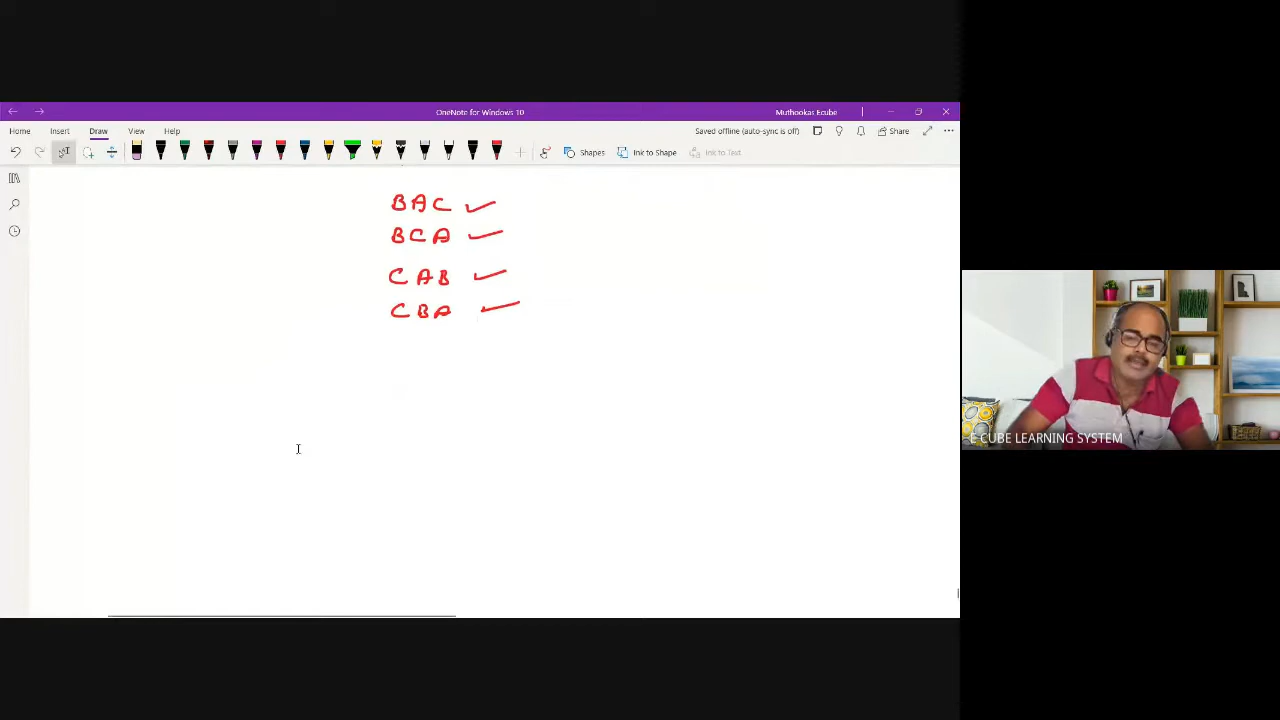 OneNote for Windows 10
Muthookas Ecube
Home Insert Draw View Help
Saved offline (auto-sync is off)
Share
Shapes
Ink to Shape
Ink to Text
BAC ✓
BCA ✓
CAB ✓
CBA ✓
E CUBE LEARNING SYSTEM